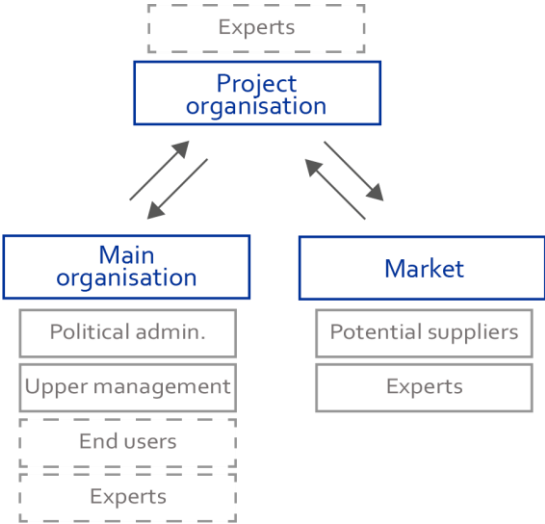 Experts
Project
organisation
Main
organisation
Market
Political admin.
Potential suppliers
Upper management
Experts
End users
Experts